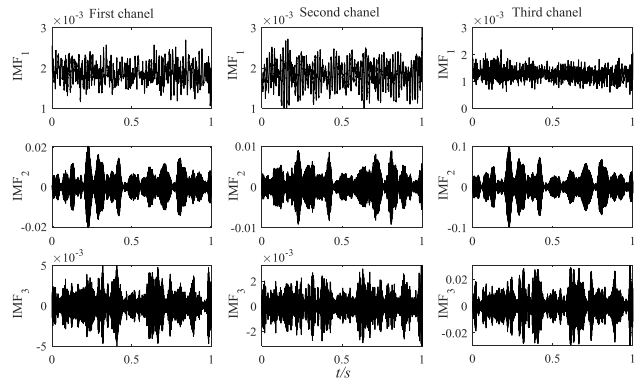 First chanel Second chanel Third chanel
×10⁻³ ×10⁻³ ×10⁻³
3 3 3
IMF₁ 2 IMF₁ 2 IMF₁ 2
1
1 1 1 0
0 0.5 1 0 0.5 1 0 0.5 1
0.02 0.01 0.1
IMF₂ 0 IMF₂ 0 IMF₂ 0
-0.02 -0.01 -0.1
0 0.5 1 0 0.5 1 0 0.5 1
×10⁻³ ×10⁻³
5 2 0.02
IMF₃ 0 IMF₃ 0 IMF₃ 0
-5 -2 -0.02
0 0.5 1 0 0.5 1 0 0.5 1
t/s